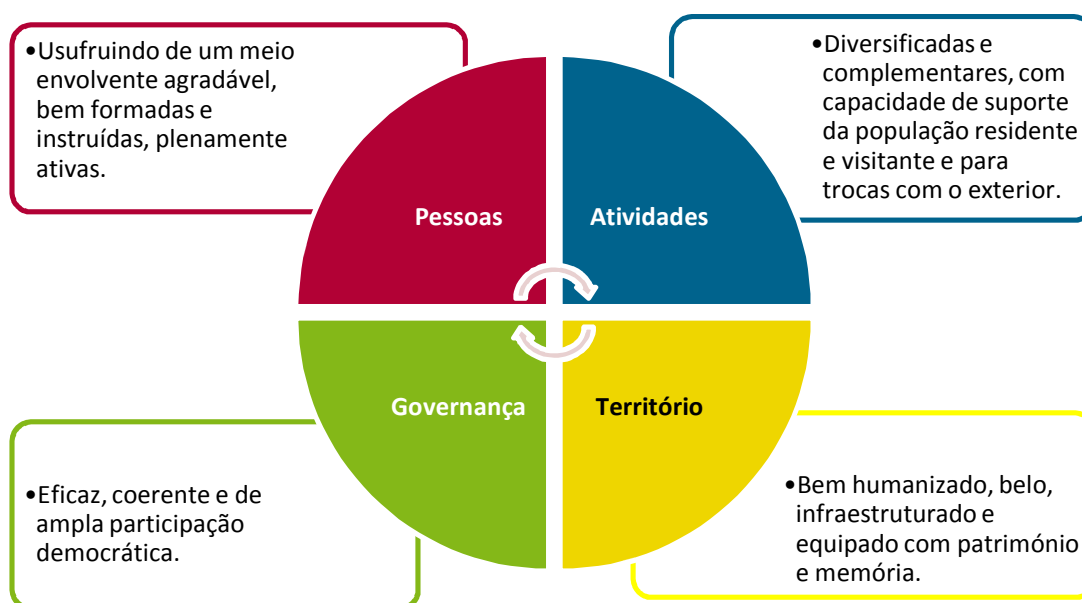 •Usufruindo de um meio
envolvente agradável,
bem formadas e
instruídas, plenamente
ativas.
•Diversificadas e
complementares, com
capacidade de suporte
da população residente
e visitante e para
trocas com o exterior.
Pessoas
Atividades
Governança
Território
•Eficaz, coerente e de
ampla participação
democrática.
•Bem humanizado, belo,
infraestruturado e
equipado com património
e memória.